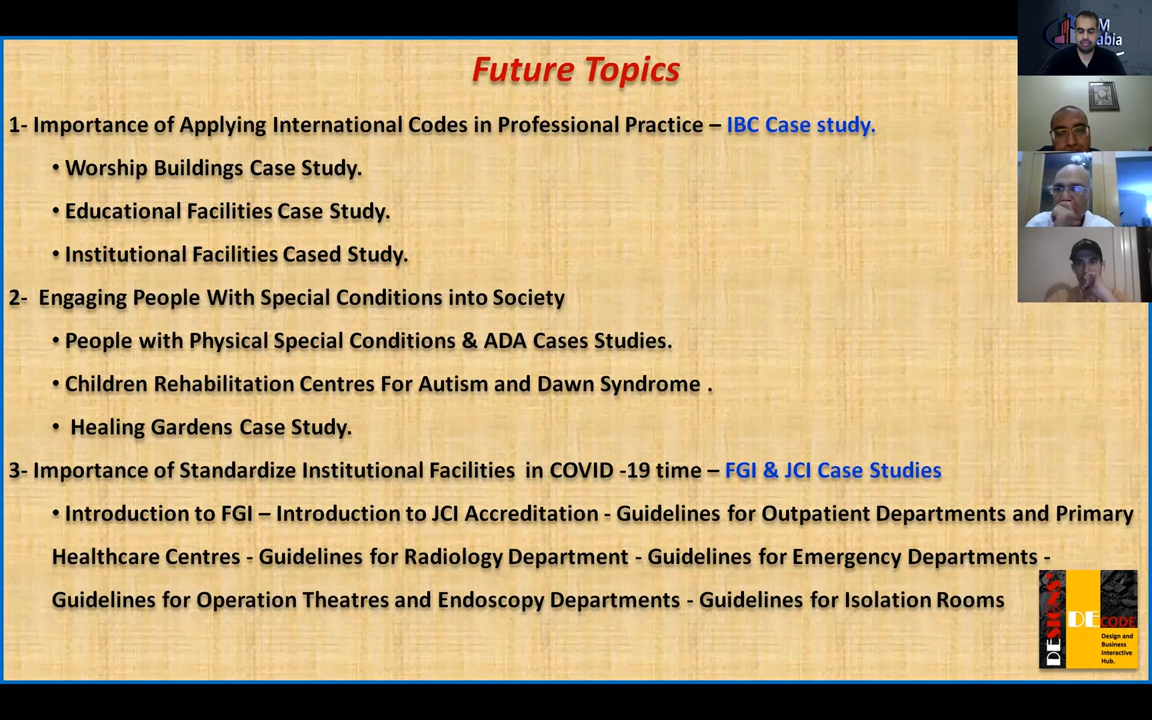 Future Topics
1- Importance of Applying International Codes in Professional Practice – IBC Case study.
• Worship Buildings Case Study.
• Educational Facilities Case Study.
• Institutional Facilities Cased Study.
2- Engaging People With Special Conditions into Society
• People with Physical Special Conditions & ADA Cases Studies.
• Children Rehabilitation Centres For Autism and Dawn Syndrome .
• Healing Gardens Case Study.
3- Importance of Standardize Institutional Facilities in COVID -19 time – FGI & JCI Case Studies
• Introduction to FGI – Introduction to JCI Accreditation - Guidelines for Outpatient Departments and Primary
Healthcare Centres - Guidelines for Radiology Department - Guidelines for Emergency Departments -
Guidelines for Operation Theatres and Endoscopy Departments - Guidelines for Isolation Rooms
DESIGNS
DECODE
Design and
Business
Interactive
Hub.